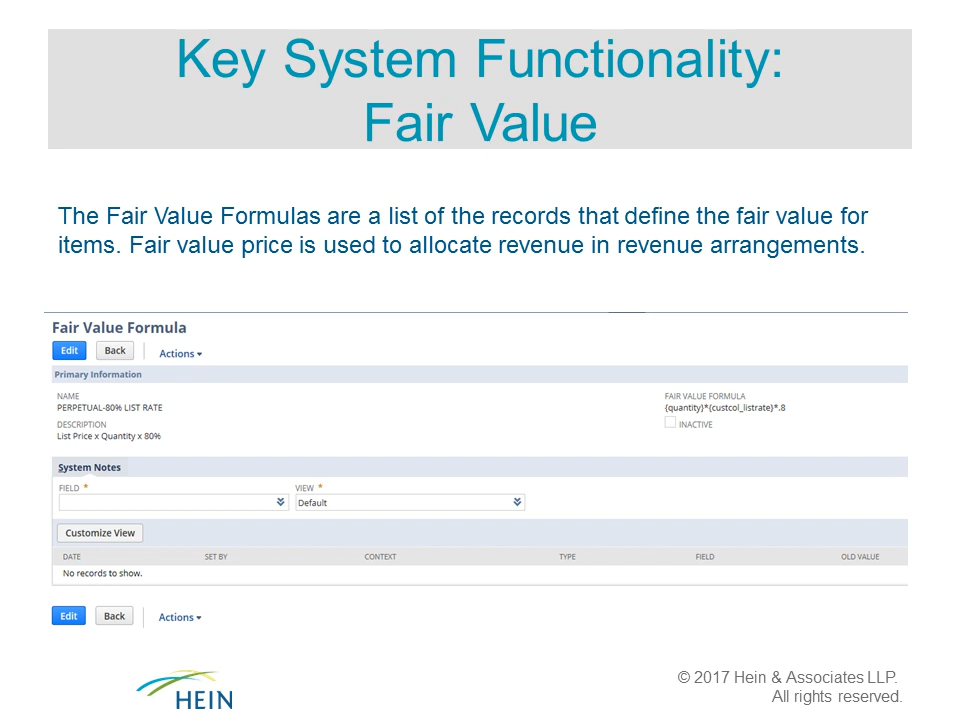 Key System Functionality:
Fair Value
The Fair Value Formulas are a list of the records that define the fair value for
items. Fair value price is used to allocate revenue in revenue arrangements.
Fair Value Formula
Edit Back Actions
Primary Information
NAME
PERPETUAL-80% LIST RATE
DESCRIPTION
List Price x Quantity x 80%
FAIR VALUE FORMULA
{quantity}*{custcol_listrate}*.8
INACTIVE
System Notes
FIELD * VIEW *
Default
Customize View
DATE SET BY CONTEXT TYPE FIELD OLD VALUE
No records to show.
Edit Back Actions
HEIN
© 2017 Hein & Associates LLP.
All rights reserved.